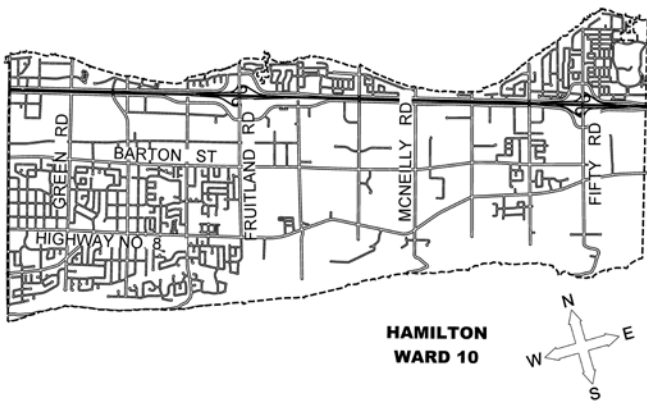 GREEN RD
BARTON ST
FRUITLAND RD
MCNEILLY RD
FIFTY RD
HIGHWAY NO. 8
HAMILTON
WARD 10
N
E
W
S